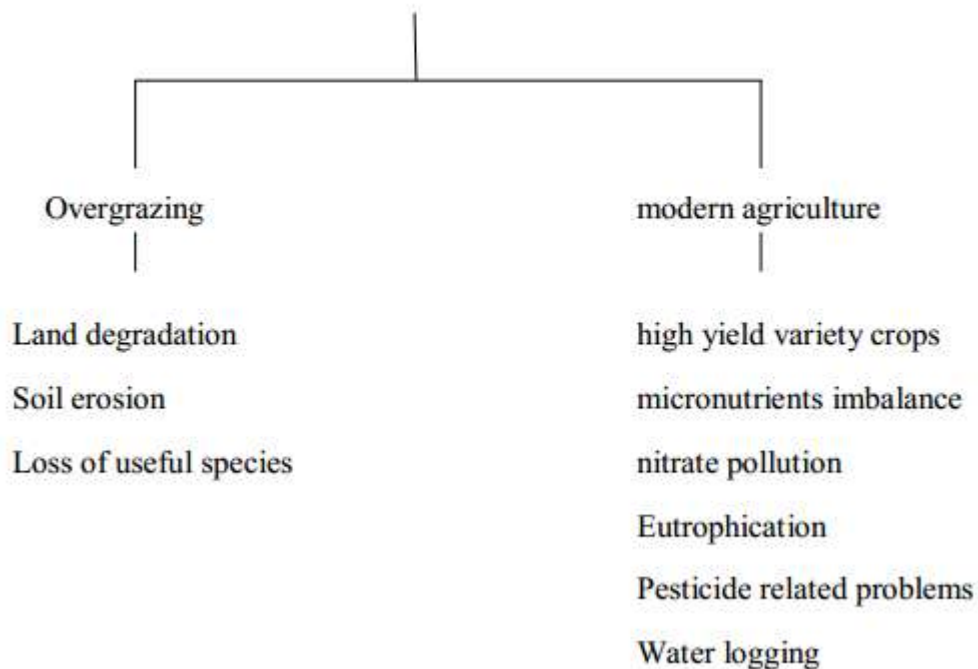 Overgrazing
Land degradation
Soil erosion
Loss of useful species
modern agriculture
high yield variety crops
micronutrients imbalance
nitrate pollution
Eutrophication
Pesticide related problems
Water logging